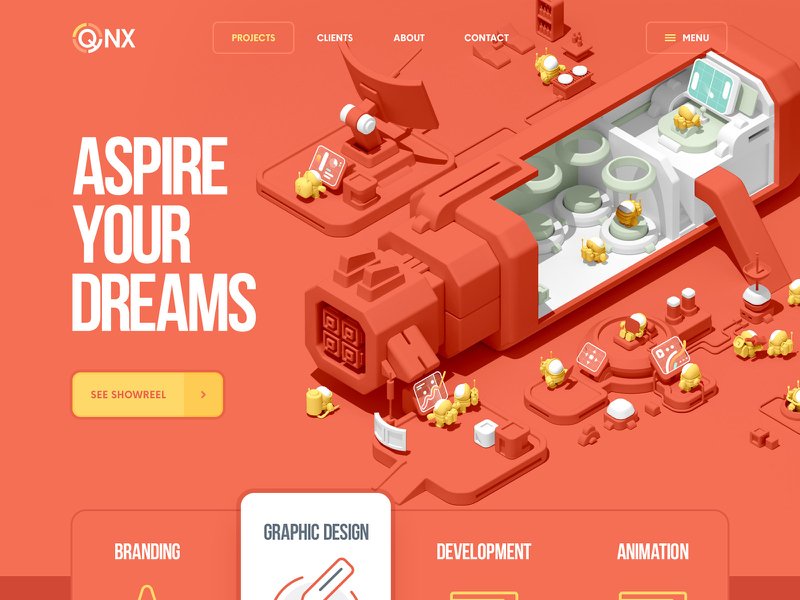 QNX
PROJECTS
CLIENTS
ABOUT
CONTACT
MENU
ASPIRE
YOUR
DREAMS
SEE SHOWREEL
BRANDING
GRAPHIC DESIGN
DEVELOPMENT
ANIMATION